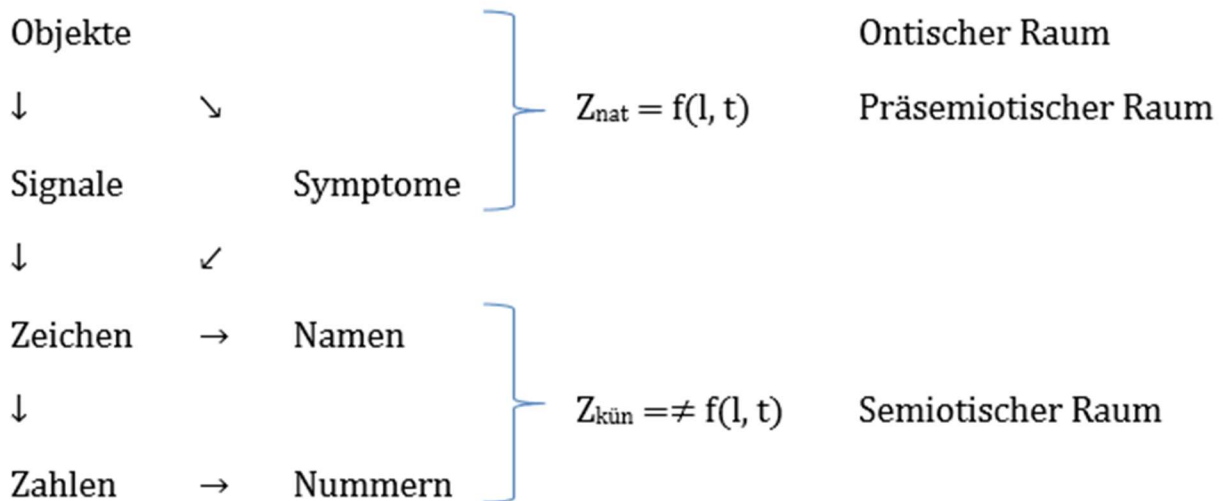 Objekte Ontischer Raum
↓ ↘ Znat = f(l, t) Präsemiotischer Raum
Signale Symptome
↓ ↙
Zeichen → Namen
↓ Zkün =≠ f(l, t) Semiotischer Raum
Zahlen → Nummern